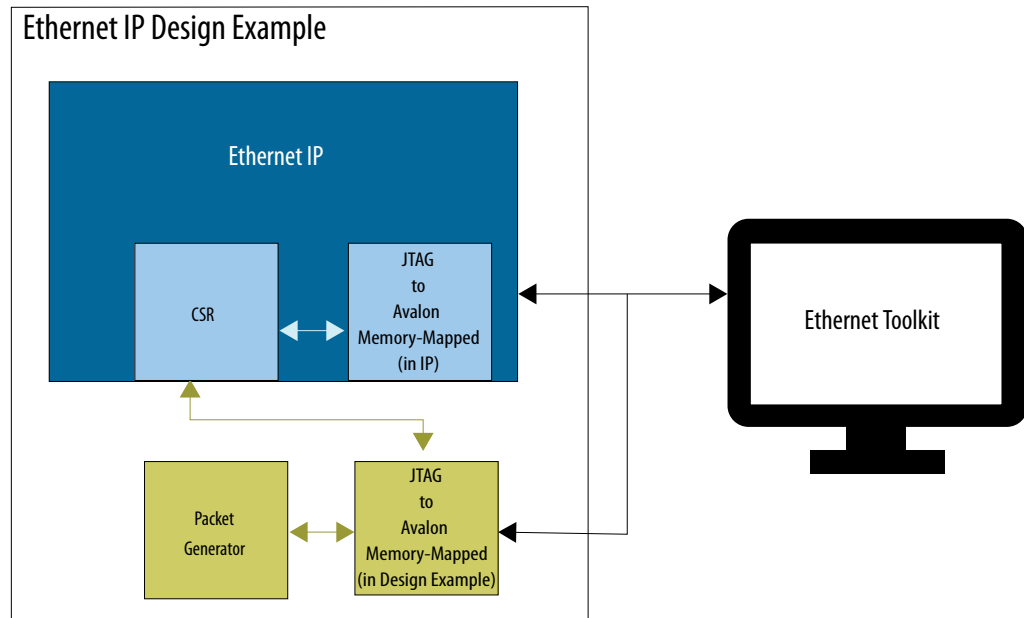 Ethernet IP Design Example
Ethernet IP
CSR
JTAG
to
Avalon
Memory-Mapped
(in IP)
Ethernet Toolkit
Packet
Generator
JTAG
to
Avalon
Memory-Mapped
(in Design Example)